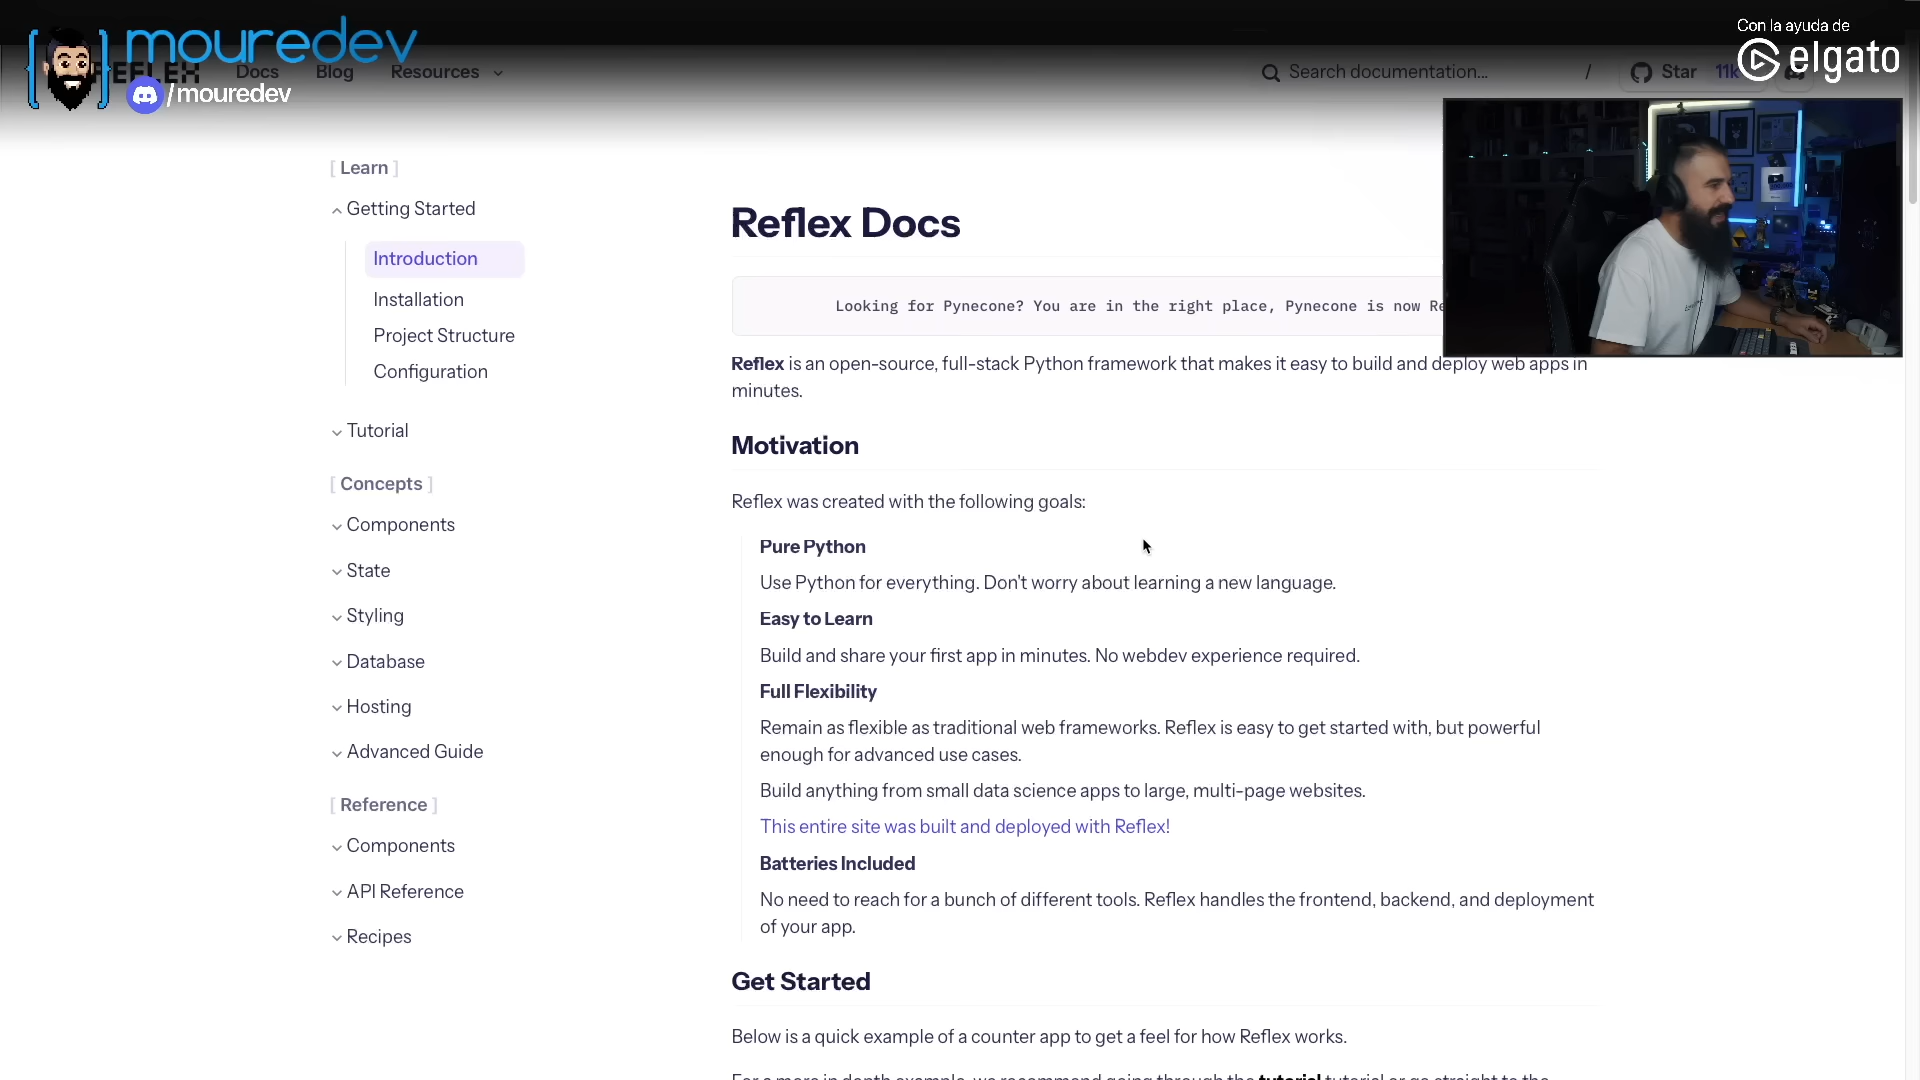 mouredev
/mouredev
Con la ayuda de
elgato
Docs
Blog
Resources
Search documentation...
/
Star
11k
[ Learn ]
Getting Started
Introduction
Installation
Project Structure
Configuration
Tutorial
[ Concepts ]
Components
State
Styling
Database
Hosting
Advanced Guide
[ Reference ]
Components
API Reference
Recipes
Reflex Docs
Looking for Pynecone? You are in the right place, Pynecone is now
Reflex is an open-source, full-stack Python framework that makes it easy to build and deploy web apps in
minutes.
Motivation
Reflex was created with the following goals:
Pure Python
Use Python for everything. Don't worry about learning a new language.
Easy to Learn
Build and share your first app in minutes. No webdev experience required.
Full Flexibility
Remain as flexible as traditional web frameworks. Reflex is easy to get started with, but powerful
enough for advanced use cases.
Build anything from small data science apps to large, multi-page websites.
This entire site was built and deployed with Reflex!
Batteries Included
No need to reach for a bunch of different tools. Reflex handles the frontend, backend, and deployment
of your app.
Get Started
Below is a quick example of a counter app to get a feel for how Reflex works.